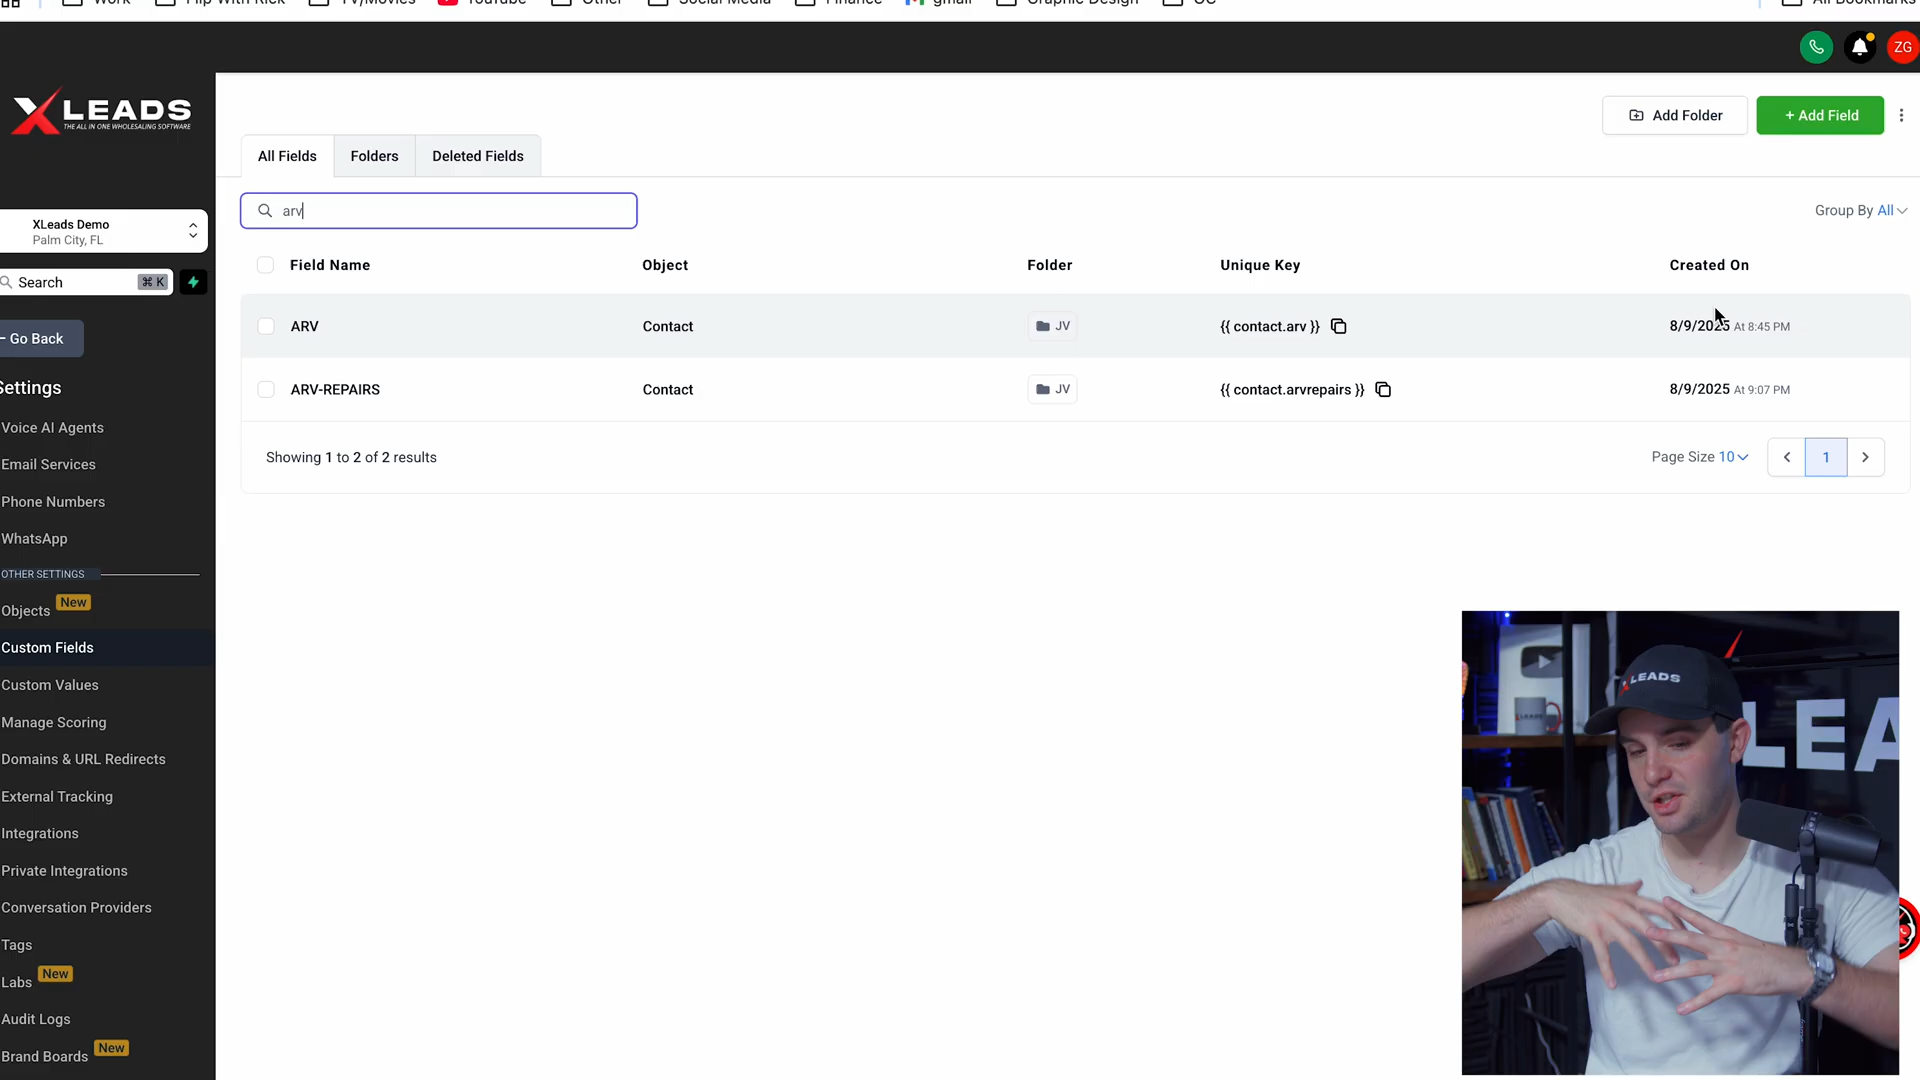 Work
Flip With Rick
TV/Movies
YouTube
Other
Social Media
Finance
gmail
Graphic Design
All Bookmarks
ZG
XLEADS
THE ALL IN ONE WHOLESALING SOFTWARE
XLeads Demo
Palm City, FL
Search
⌘ K
Go Back
Settings
Voice AI Agents
Email Services
Phone Numbers
WhatsApp
OTHER SETTINGS
Objects New
Custom Fields
Custom Values
Manage Scoring
Domains & URL Redirects
External Tracking
Integrations
Private Integrations
Conversation Providers
Tags
Labs New
Audit Logs
Brand Boards New
Add Folder
+ Add Field
All Fields
Folders
Deleted Fields
arv
Group By All
Field Name Object Folder Unique Key Created On
ARV Contact JV {{ contact.arv }} 8/9/2025 At 8:45 PM
ARV-REPAIRS Contact JV {{ contact.arvrepairs }} 8/9/2025 At 9:07 PM
Showing 1 to 2 of 2 results
Page Size 10
1
XLEADS
LEA